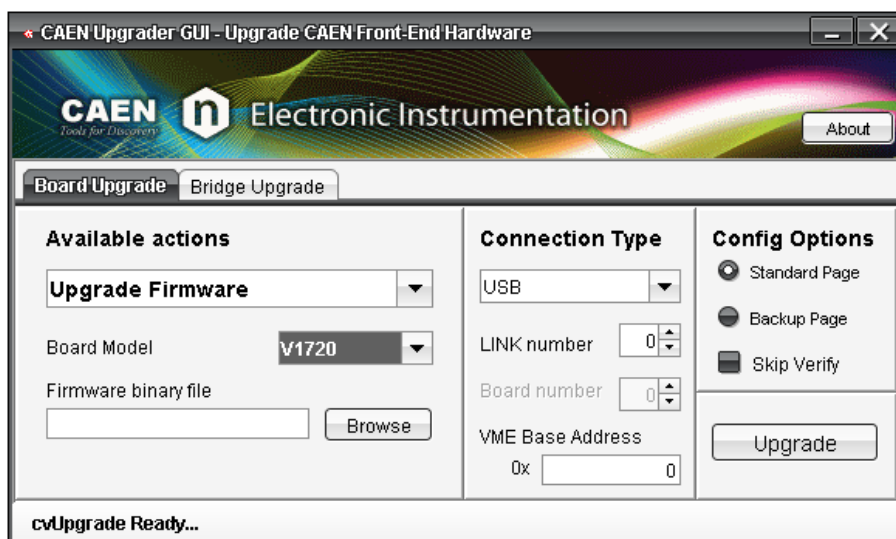 CAEN Upgrader GUI - Upgrade CAEN Front-End Hardware
CAEN n Electronic Instrumentation
Tools for Discovery
About
Board Upgrade Bridge Upgrade
Available actions
Upgrade Firmware
Board Model V1720
Firmware binary file
Browse
Connection Type
USB
LINK number 0
Board number 0
VME Base Address
0x 0
Config Options
Standard Page
Backup Page
Skip Verify
Upgrade
cvUpgrade Ready...